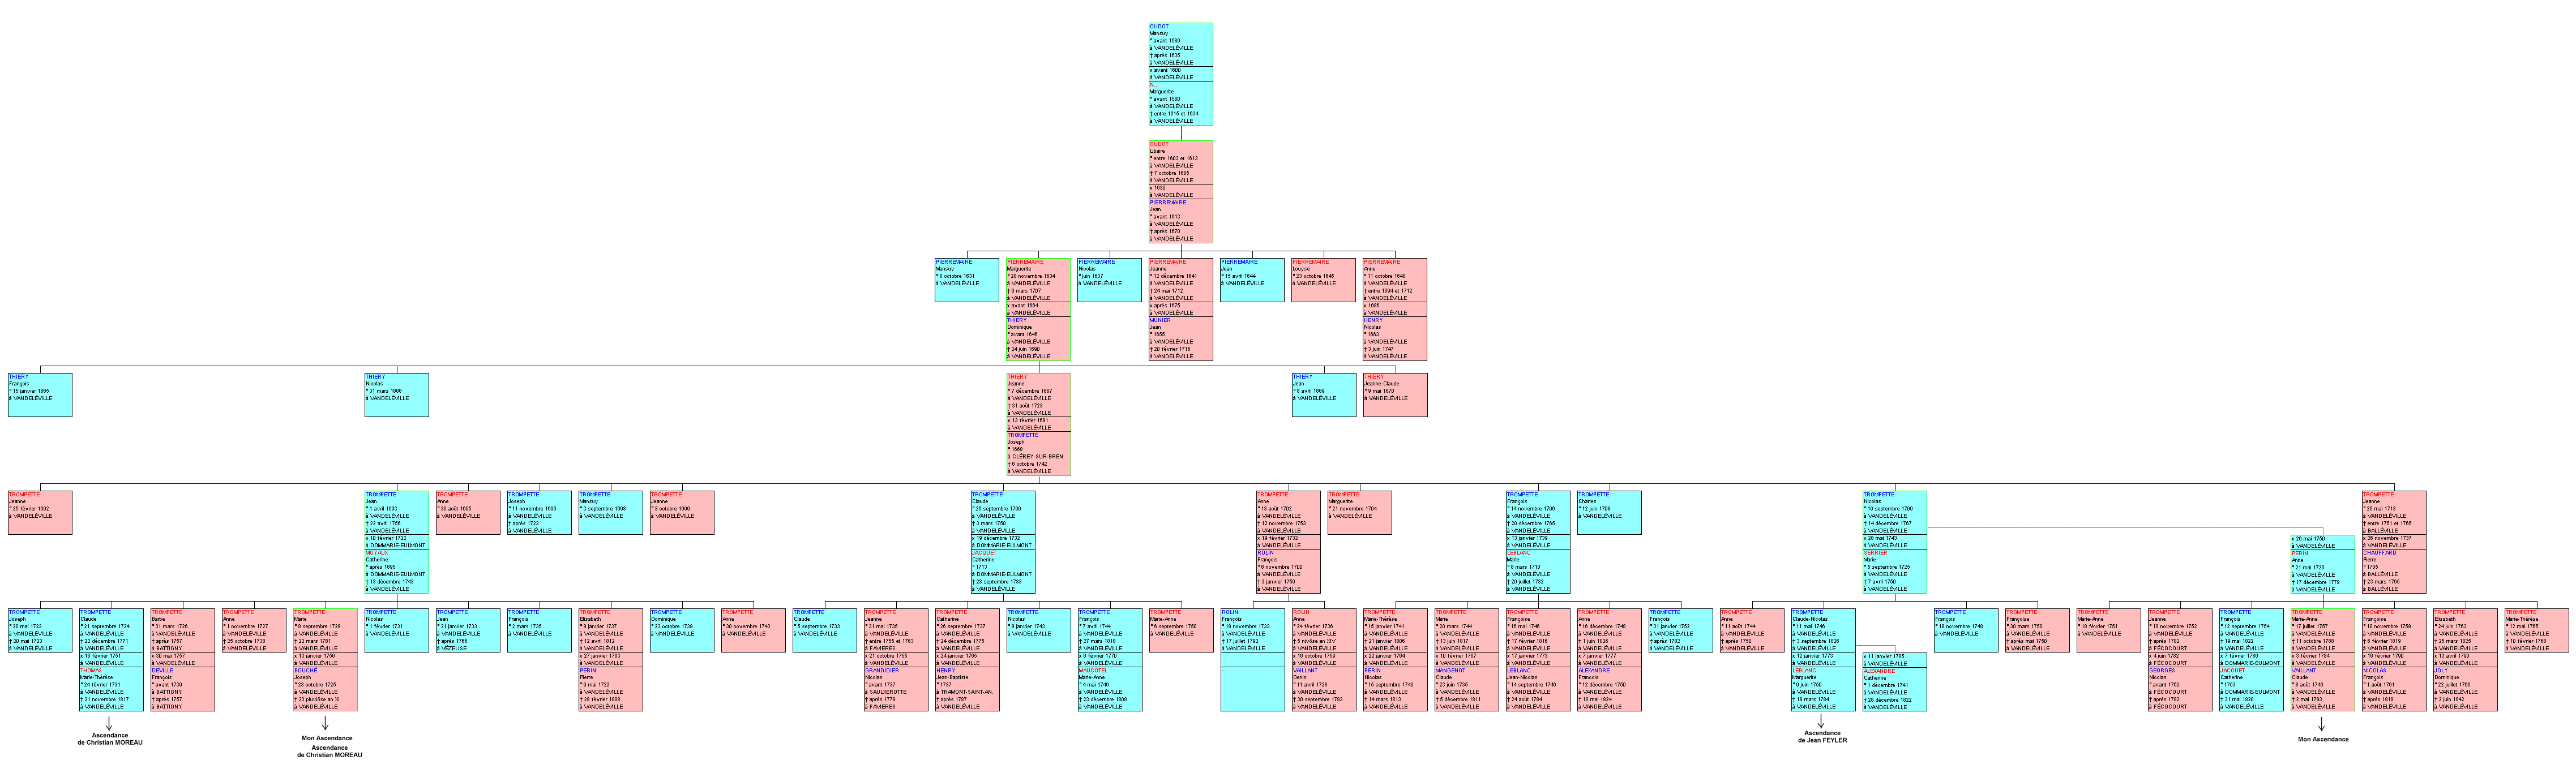 OUDOT
Mansuy
* avant 1580
à VANDELÉVILLE
† après 1635
à VANDELÉVILLE
x avant 1600
à VANDELÉVILLE
N...
Marguerite
* avant 1580
à VANDELÉVILLE
† entre 1615 et 1634
à VANDELÉVILLE
OUDOT
Libaire
* entre 1603 et 1613
à VANDELÉVILLE
† 7 octobre 1695
à VANDELÉVILLE
x 1630
à VANDELÉVILLE
PIERREMAIRE
Jean
* avant 1613
à VANDELÉVILLE
† après 1670
à VANDELÉVILLE
PIERREMAIRE
Mansuy
* 8 octobre 1631
à VANDELÉVILLE
PIERREMAIRE
Marguerite
* 28 novembre 1634
à VANDELÉVILLE
† 6 mars 1707
à VANDELÉVILLE
x avant 1664
à VANDELÉVILLE
THIERY
Dominique
* avant 1646
à VANDELÉVILLE
† 24 juin 1690
à VANDELÉVILLE
PIERREMAIRE
Nicolas
* juin 1637
à VANDELÉVILLE
PIERREMAIRE
Jeanne
* 12 décembre 1641
à VANDELÉVILLE
† 24 mai 1712
à VANDELÉVILLE
x après 1675
à VANDELÉVILLE
MUNIER
Jean
* 1655
à VANDELÉVILLE
† 20 février 1716
à VANDELÉVILLE
PIERREMAIRE
Jean
* 15 avril 1644
à VANDELÉVILLE
PIERREMAIRE
Louyse
* 23 octobre 1645
à VANDELÉVILLE
PIERREMAIRE
Anne
* 11 octobre 1648
à VANDELÉVILLE
† entre 1694 et 1712
à VANDELÉVILLE
x 1686
à VANDELÉVILLE
HENRY
Nicolas
* 1663
à VANDELÉVILLE
† 3 juin 1747
à VANDELÉVILLE
THIERY
François
* 15 janvier 1665
à VANDELÉVILLE
THIERY
Nicolas
* 31 mars 1666
à VANDELÉVILLE
THIERY
Jeanne
* 7 décembre 1667
à VANDELÉVILLE
† 31 août 1723
à VANDELÉVILLE
x 13 février 1691
à VANDELÉVILLE
TROMPETTE
Joseph
* 1660
à CLÉREY-SUR-BREN.
† 6 octobre 1742
à VANDELÉVILLE
THIERY
Jean
* 8 avril 1669
à VANDELÉVILLE
THIERY
Jeanne-Claude
* 9 mai 1670
à VANDELÉVILLE
TROMPETTE
Jeanne
* 25 février 1692
à VANDELÉVILLE
TROMPETTE
Jean
* 1 avril 1693
à VANDELÉVILLE
† 22 avril 1756
à VANDELÉVILLE
x 10 février 1722
à DOMMARIE-EULMONT
MOYAUX
Catherine
* après 1695
à DOMMARIE-EULMONT
† 13 décembre 1743
à VANDELÉVILLE
TROMPETTE
Anne
* 30 août 1695
à VANDELÉVILLE
TROMPETTE
Joseph
* 11 novembre 1696
à VANDELÉVILLE
† après 1723
à VANDELÉVILLE
TROMPETTE
Mansuy
* 3 septembre 1698
à VANDELÉVILLE
TROMPETTE
Jeanne
* 3 octobre 1699
à VANDELÉVILLE
TROMPETTE
Claude
* 26 septembre 1700
à VANDELÉVILLE
† 3 mars 1750
à VANDELÉVILLE
x 19 décembre 1732
à DOMMARIE-EULMONT
JACQUET
Catherine
* 1713
à DOMMARIE-EULMONT
† 28 septembre 1783
à VANDELÉVILLE
TROMPETTE
Anne
* 13 août 1702
à VANDELÉVILLE
† 12 novembre 1753
à VANDELÉVILLE
x 19 février 1732
à VANDELÉVILLE
ROLIN
François
* 6 novembre 1700
à VANDELÉVILLE
† 3 janvier 1759
à VANDELÉVILLE
TROMPETTE
Marguerite
* 21 novembre 1704
à VANDELÉVILLE
TROMPETTE
François
* 14 novembre 1706
à VANDELÉVILLE
† 20 décembre 1765
à VANDELÉVILLE
x 13 janvier 1739
à VANDELÉVILLE
LEBLANC
Marie
* 8 mars 1710
à VANDELÉVILLE
† 20 juillet 1782
à VANDELÉVILLE
TROMPETTE
Charles
* 12 juin 1708
à VANDELÉVILLE
TROMPETTE
Nicolas
* 19 septembre 1709
à VANDELÉVILLE
† 14 décembre 1767
à VANDELÉVILLE
x 28 mai 1743
à VANDELÉVILLE
SERRIER
Marie
* 5 septembre 1725
à VANDELÉVILLE
† 7 avril 1750
à VANDELÉVILLE
x 26 mai 1750
à VANDELÉVILLE
PERIN
Anne
* 21 mai 1728
à VANDELÉVILLE
† 17 décembre 1779
à VANDELÉVILLE
TROMPETTE
Jeanne
* 25 mai 1713
à VANDELÉVILLE
† entre 1751 et 1765
à BALLÉVILLE
x 26 novembre 1737
à VANDELÉVILLE
CHAUFFARD
Pierre
* 1705
à BALLÉVILLE
† 23 mars 1765
à BALLÉVILLE
TROMPETTE
Joseph
* 20 mai 1723
à VANDELÉVILLE
† 20 mai 1723
à VANDELÉVILLE
TROMPETTE
Claude
* 21 septembre 1724
à VANDELÉVILLE
† 22 décembre 1771
à VANDELÉVILLE
x 16 février 1751
à VANDELÉVILLE
THOMAS
Marie-Thérèse
* 24 février 1731
à VANDELÉVILLE
† 21 novembre 1817
à VANDELÉVILLE
TROMPETTE
Barbe
* 31 mars 1726
à VANDELÉVILLE
† après 1757
à BATTIGNY
x 30 mai 1757
à VANDELÉVILLE
DEVILLE
François
* avant 1739
à BATTIGNY
† après 1757
à BATTIGNY
TROMPETTE
Anne
* 1 novembre 1727
à VANDELÉVILLE
† 25 octobre 1738
à VANDELÉVILLE
TROMPETTE
Marie
* 8 septembre 1729
à VANDELÉVILLE
† 22 mars 1781
à VANDELÉVILLE
x 13 janvier 1756
à VANDELÉVILLE
BOUCHÉ
Joseph
* 23 octobre 1725
à VANDELÉVILLE
† 23 pluviôse an XI
à VANDELÉVILLE
TROMPETTE
Nicolas
* 1 février 1731
à VANDELÉVILLE
TROMPETTE
Jean
* 21 janvier 1733
à VANDELÉVILLE
† après 1766
à VÉZELISE
TROMPETTE
François
* 2 mars 1735
à VANDELÉVILLE
TROMPETTE
Elizabeth
* 9 janvier 1737
à VANDELÉVILLE
† 12 avril 1812
à VANDELÉVILLE
x 27 janvier 1763
à VANDELÉVILLE
PERIN
Pierre
* 9 mai 1722
à VANDELÉVILLE
† 28 février 1808
à VANDELÉVILLE
TROMPETTE
Dominique
* 23 octobre 1739
à VANDELÉVILLE
TROMPETTE
Anne
* 30 novembre 1743
à VANDELÉVILLE
TROMPETTE
Claude
* 5 septembre 1733
à VANDELÉVILLE
TROMPETTE
Jeanne
* 31 mai 1735
à VANDELÉVILLE
† entre 1755 et 1763
à FAVIERES
x 21 octobre 1755
à VANDELÉVILLE
GRANDIDIER
Nicolas
* avant 1737
à SAULXEROTTE
† après 1779
à FAVIERES
TROMPETTE
Catherine
* 26 septembre 1737
à VANDELÉVILLE
† 24 décembre 1775
à VANDELÉVILLE
x 24 janvier 1765
à VANDELÉVILLE
HENRY
Jean-Baptiste
* 1737
à TRAMONT-SAINT-AN.
† après 1787
à VANDELÉVILLE
TROMPETTE
Nicolas
* 9 janvier 1740
à VANDELÉVILLE
TROMPETTE
François
* 7 avril 1744
à VANDELÉVILLE
† 27 mars 1810
à VANDELÉVILLE
x 6 février 1770
à VANDELÉVILLE
MAUCOTEL
Marie-Anne
* 4 mai 1746
à VANDELÉVILLE
† 23 décembre 1808
à VANDELÉVILLE
TROMPETTE
Marie-Anne
* 6 septembre 1750
à VANDELÉVILLE
ROLIN
François
* 19 novembre 1733
à VANDELÉVILLE
† 17 juillet 1792
à VANDELÉVILLE
ROLIN
Anne
* 24 février 1736
à VANDELÉVILLE
† 5 nivôse an XIV
à VANDELÉVILLE
x 16 octobre 1759
à VANDELÉVILLE
VAILLANT
Denis
* 11 avril 1728
à VANDELÉVILLE
† 30 septembre 1783
à VANDELÉVILLE
TROMPETTE
Marie-Thérèse
* 15 janvier 1741
à VANDELÉVILLE
† 21 janvier 1806
à VANDELÉVILLE
x 22 janvier 1764
à VANDELÉVILLE
PERIN
Nicolas
* 15 septembre 1740
à VANDELÉVILLE
† 14 mars 1813
à VANDELÉVILLE
TROMPETTE
Marie
* 20 mars 1744
à VANDELÉVILLE
† 13 juin 1817
à VANDELÉVILLE
x 10 février 1767
à VANDELÉVILLE
MANGENOT
Claude
* 23 juin 1735
à VANDELÉVILLE
† 5 décembre 1811
à VANDELÉVILLE
TROMPETTE
Françoise
* 15 mai 1746
à VANDELÉVILLE
† 17 février 1816
à VANDELÉVILLE
x 17 janvier 1773
à VANDELÉVILLE
LEBLANC
Jean-Nicolas
* 14 septembre 1746
à VANDELÉVILLE
† 24 août 1784
à VANDELÉVILLE
TROMPETTE
Anne
* 16 décembre 1748
à VANDELÉVILLE
† 1 juin 1826
à VANDELÉVILLE
x 7 janvier 1777
à VANDELÉVILLE
ALEXANDRE
Francois
* 12 décembre 1750
à VANDELÉVILLE
† 18 mai 1824
à VANDELÉVILLE
TROMPETTE
François
* 31 janvier 1752
à VANDELÉVILLE
† après 1782
à VANDELÉVILLE
TROMPETTE
Anne
* 11 août 1744
à VANDELÉVILLE
† après 1758
à VANDELÉVILLE
TROMPETTE
Claude-Nicolas
* 11 mai 1746
à VANDELÉVILLE
† 3 septembre 1826
à VANDELÉVILLE
x 12 janvier 1773
à VANDELÉVILLE
LEBLANC
Marguerite
* 9 juin 1750
à VANDELÉVILLE
† 19 mars 1784
à VANDELÉVILLE
x 11 janvier 1785
à VANDELÉVILLE
ALEXANDRE
Catherine
* 1 décembre 1741
à VANDELÉVILLE
† 28 décembre 1822
à VANDELÉVILLE
TROMPETTE
François
* 19 novembre 1748
à VANDELÉVILLE
TROMPETTE
Françoise
* 30 mars 1750
à VANDELÉVILLE
TROMPETTE
Marie-Anne
* 19 février 1751
à VANDELÉVILLE
TROMPETTE
Jeanne
* 18 novembre 1752
à VANDELÉVILLE
† après 1782
à FÉCOCOURT
x 4 juin 1782
à FÉCOCOURT
GEORGES
Nicolas
* avant 1762
à FÉCOCOURT
† après 1782
à FÉCOCOURT
TROMPETTE
François
* 12 septembre 1754
à VANDELÉVILLE
† 19 mai 1822
à VANDELÉVILLE
x 7 février 1786
à DOMMARIE-EULMONT
JACQUET
Catherine
* 1763
à DOMMARIE-EULMONT
† 31 mai 1820
à VANDELÉVILLE
TROMPETTE
Marie-Anne
* 17 juillet 1757
à VANDELÉVILLE
† 11 octobre 1788
à VANDELÉVILLE
x 3 février 1784
à VANDELÉVILLE
VAILLANT
Claude
* 8 août 1746
à VANDELÉVILLE
† 2 mai 1793
à VANDELÉVILLE
TROMPETTE
Françoise
* 10 novembre 1759
à VANDELÉVILLE
† 6 février 1819
à VANDELÉVILLE
x 16 février 1790
à VANDELÉVILLE
NICOLAS
François
* 1 août 1761
à VANDELÉVILLE
† après 1819
à VANDELÉVILLE
TROMPETTE
Elizabeth
* 24 juin 1763
à VANDELÉVILLE
† 25 mars 1825
à VANDELÉVILLE
x 13 avril 1790
à VANDELÉVILLE
JOLY
Dominique
* 22 juillet 1766
à VANDELÉVILLE
† 2 juin 1842
à VANDELÉVILLE
TROMPETTE
Marie-Thérèse
* 12 mai 1765
à VANDELÉVILLE
† 10 février 1768
à VANDELÉVILLE
Ascendance
de Christian MOREAU
Mon Ascendance
Ascendance
de Christian MOREAU
Ascendance
de Jean FEYLER
Mon Ascendance